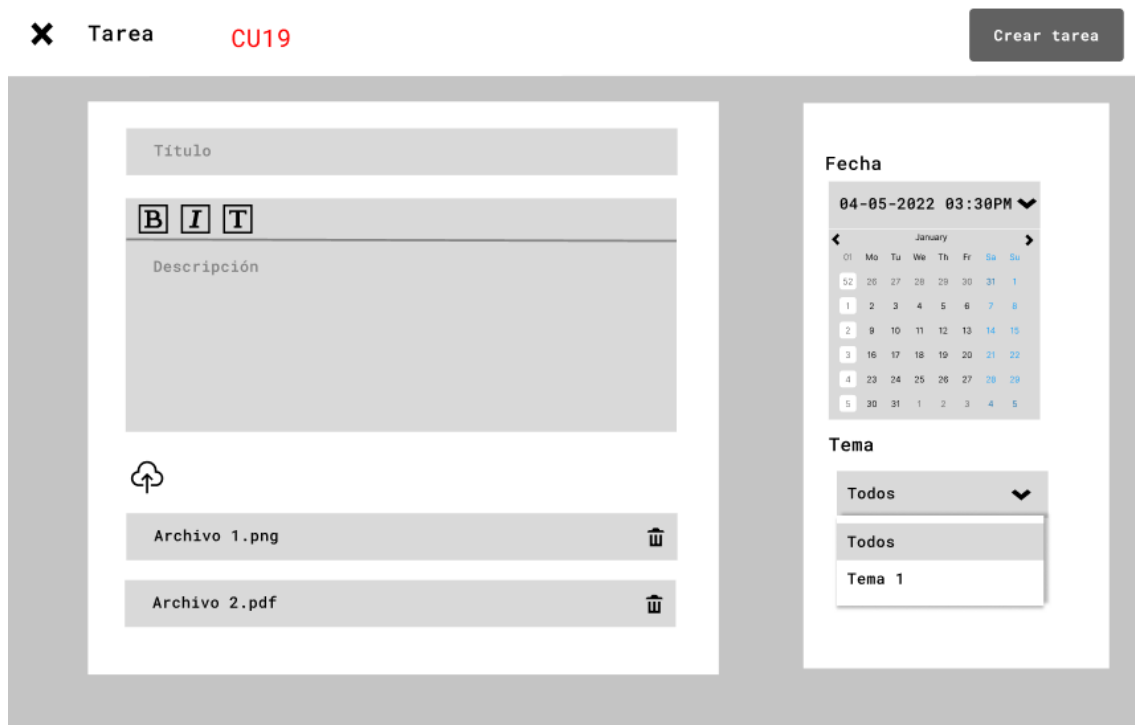 Tarea CU19 Crear tarea
Título
B I T
Descripción
Archivo 1.png
Archivo 2.pdf
Fecha
04-05-2022 03:30PM
January
01 Mo Tu We Th Fr Sa Su
52 26 27 28 29 30 31 1
1 2 3 4 5 6 7 8
2 9 10 11 12 13 14 15
3 16 17 18 19 20 21 22
4 23 24 25 26 27 28 29
5 30 31 1 2 3 4 5
Tema
Todos
Todos
Tema 1